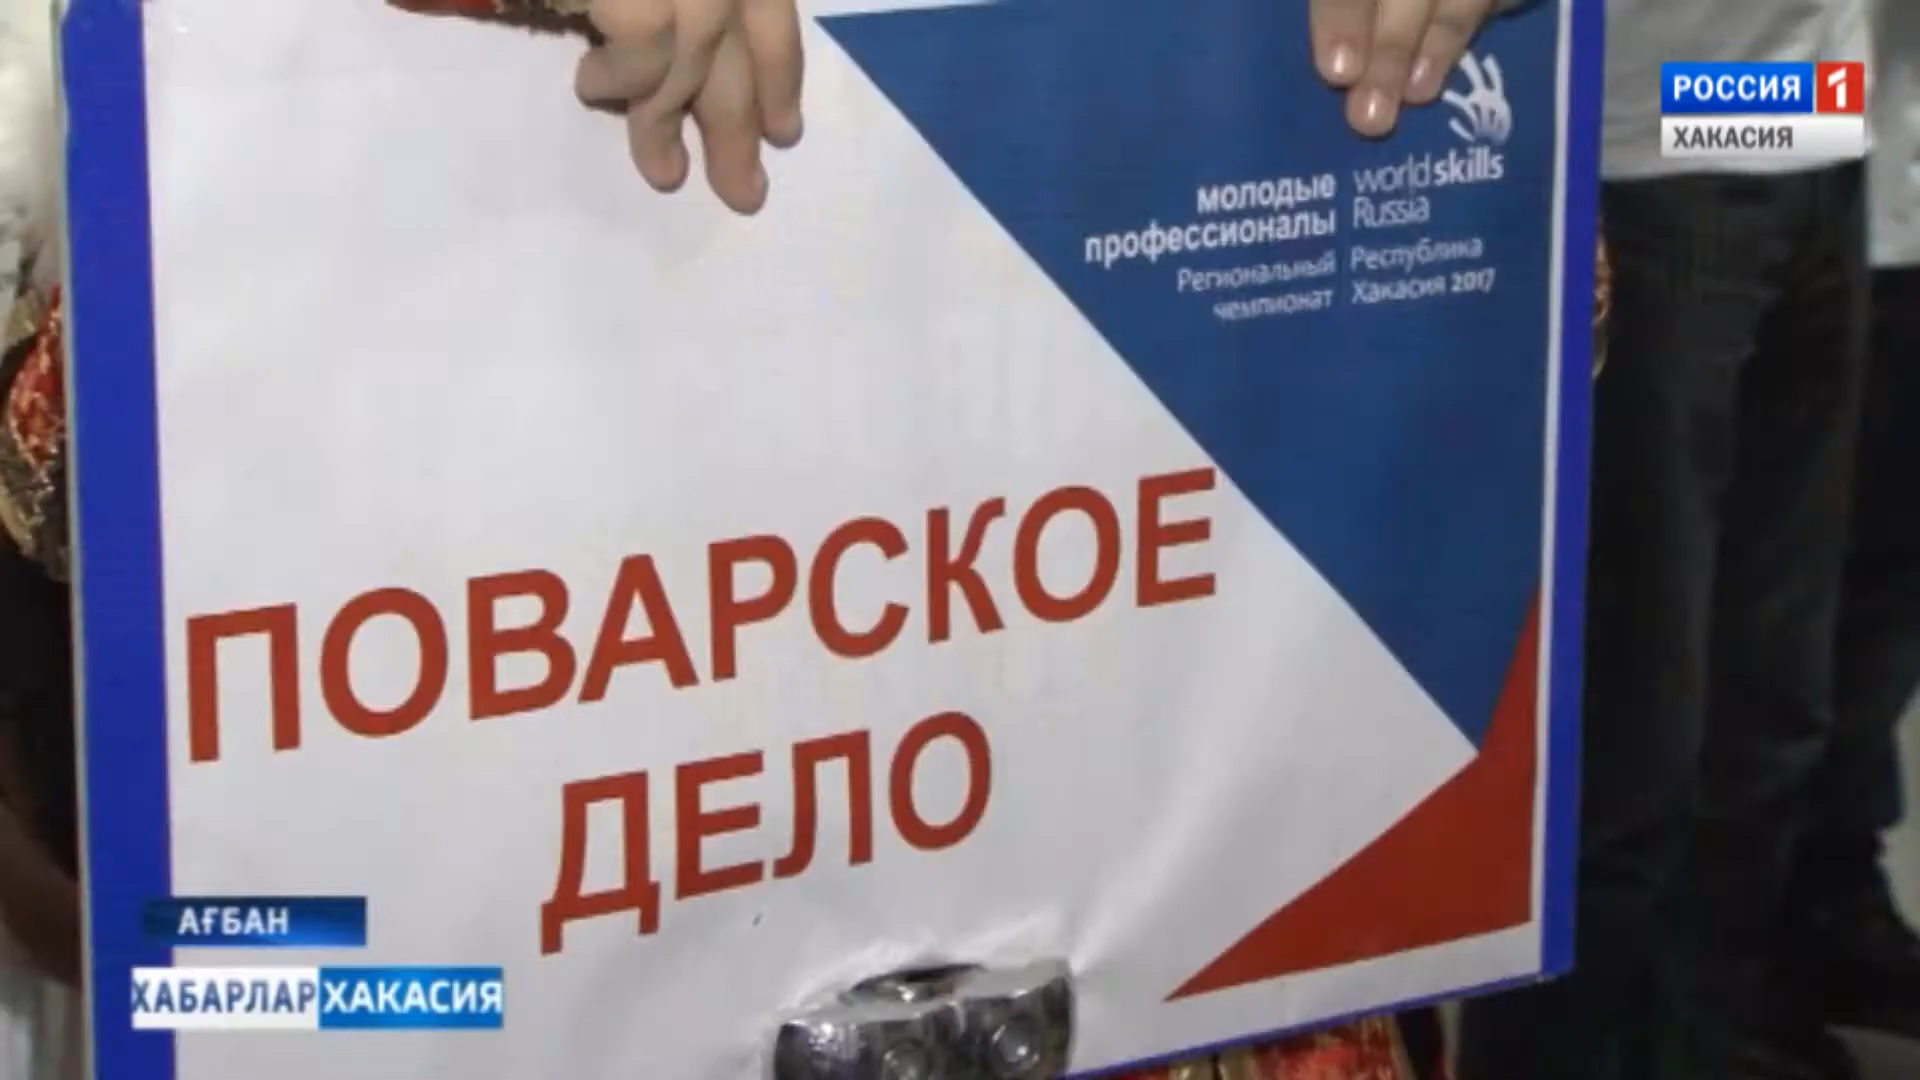 РОССИЯ 1
ХАКАСИЯ
молодые
профессионалы
Региональный
чемпионат
worldskills
Russia
Республика
Хакасия 2017
ПОВАРСКОЕ
ДЕЛО
АҒБАН
ХАБАРЛАР ХАКАСИЯ